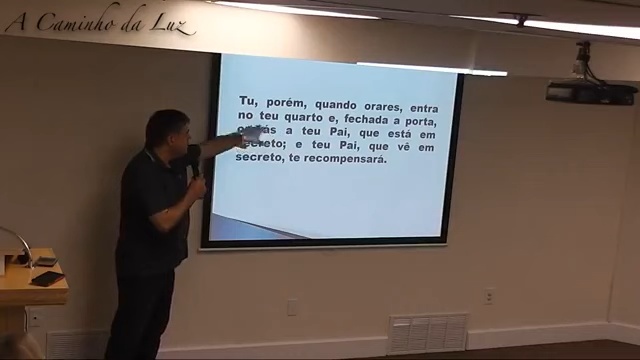 A Caminho da Luz
Tu, porém, quando orares, entra
no teu quarto e, fechada a porta,
a teu Pai, que está em
secreto; e teu Pai, que vê em
secreto, te recompensará.